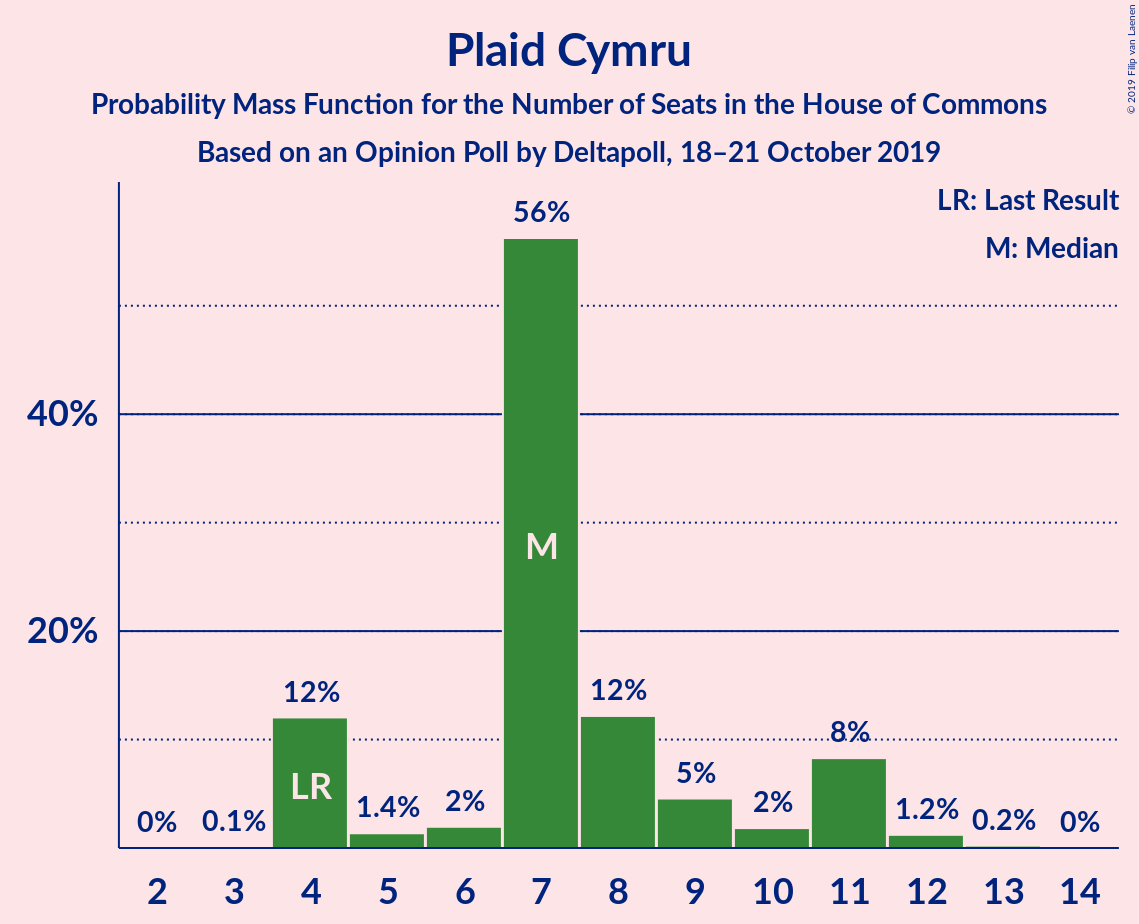 Plaid Cymru
Probability Mass Function for the Number of Seats in the House of Commons
Based on an Opinion Poll by Deltapoll, 18–21 October 2019
© 2019 Filip van Laenen
LR: Last Result
M: Median
40%
20%
0%
0.1%
12%
1.4%
2%
56%
12%
5%
2%
8%
1.2%
0.2%
0%
LR
M
2 3 4 5 6 7 8 9 10 11 12 13 14